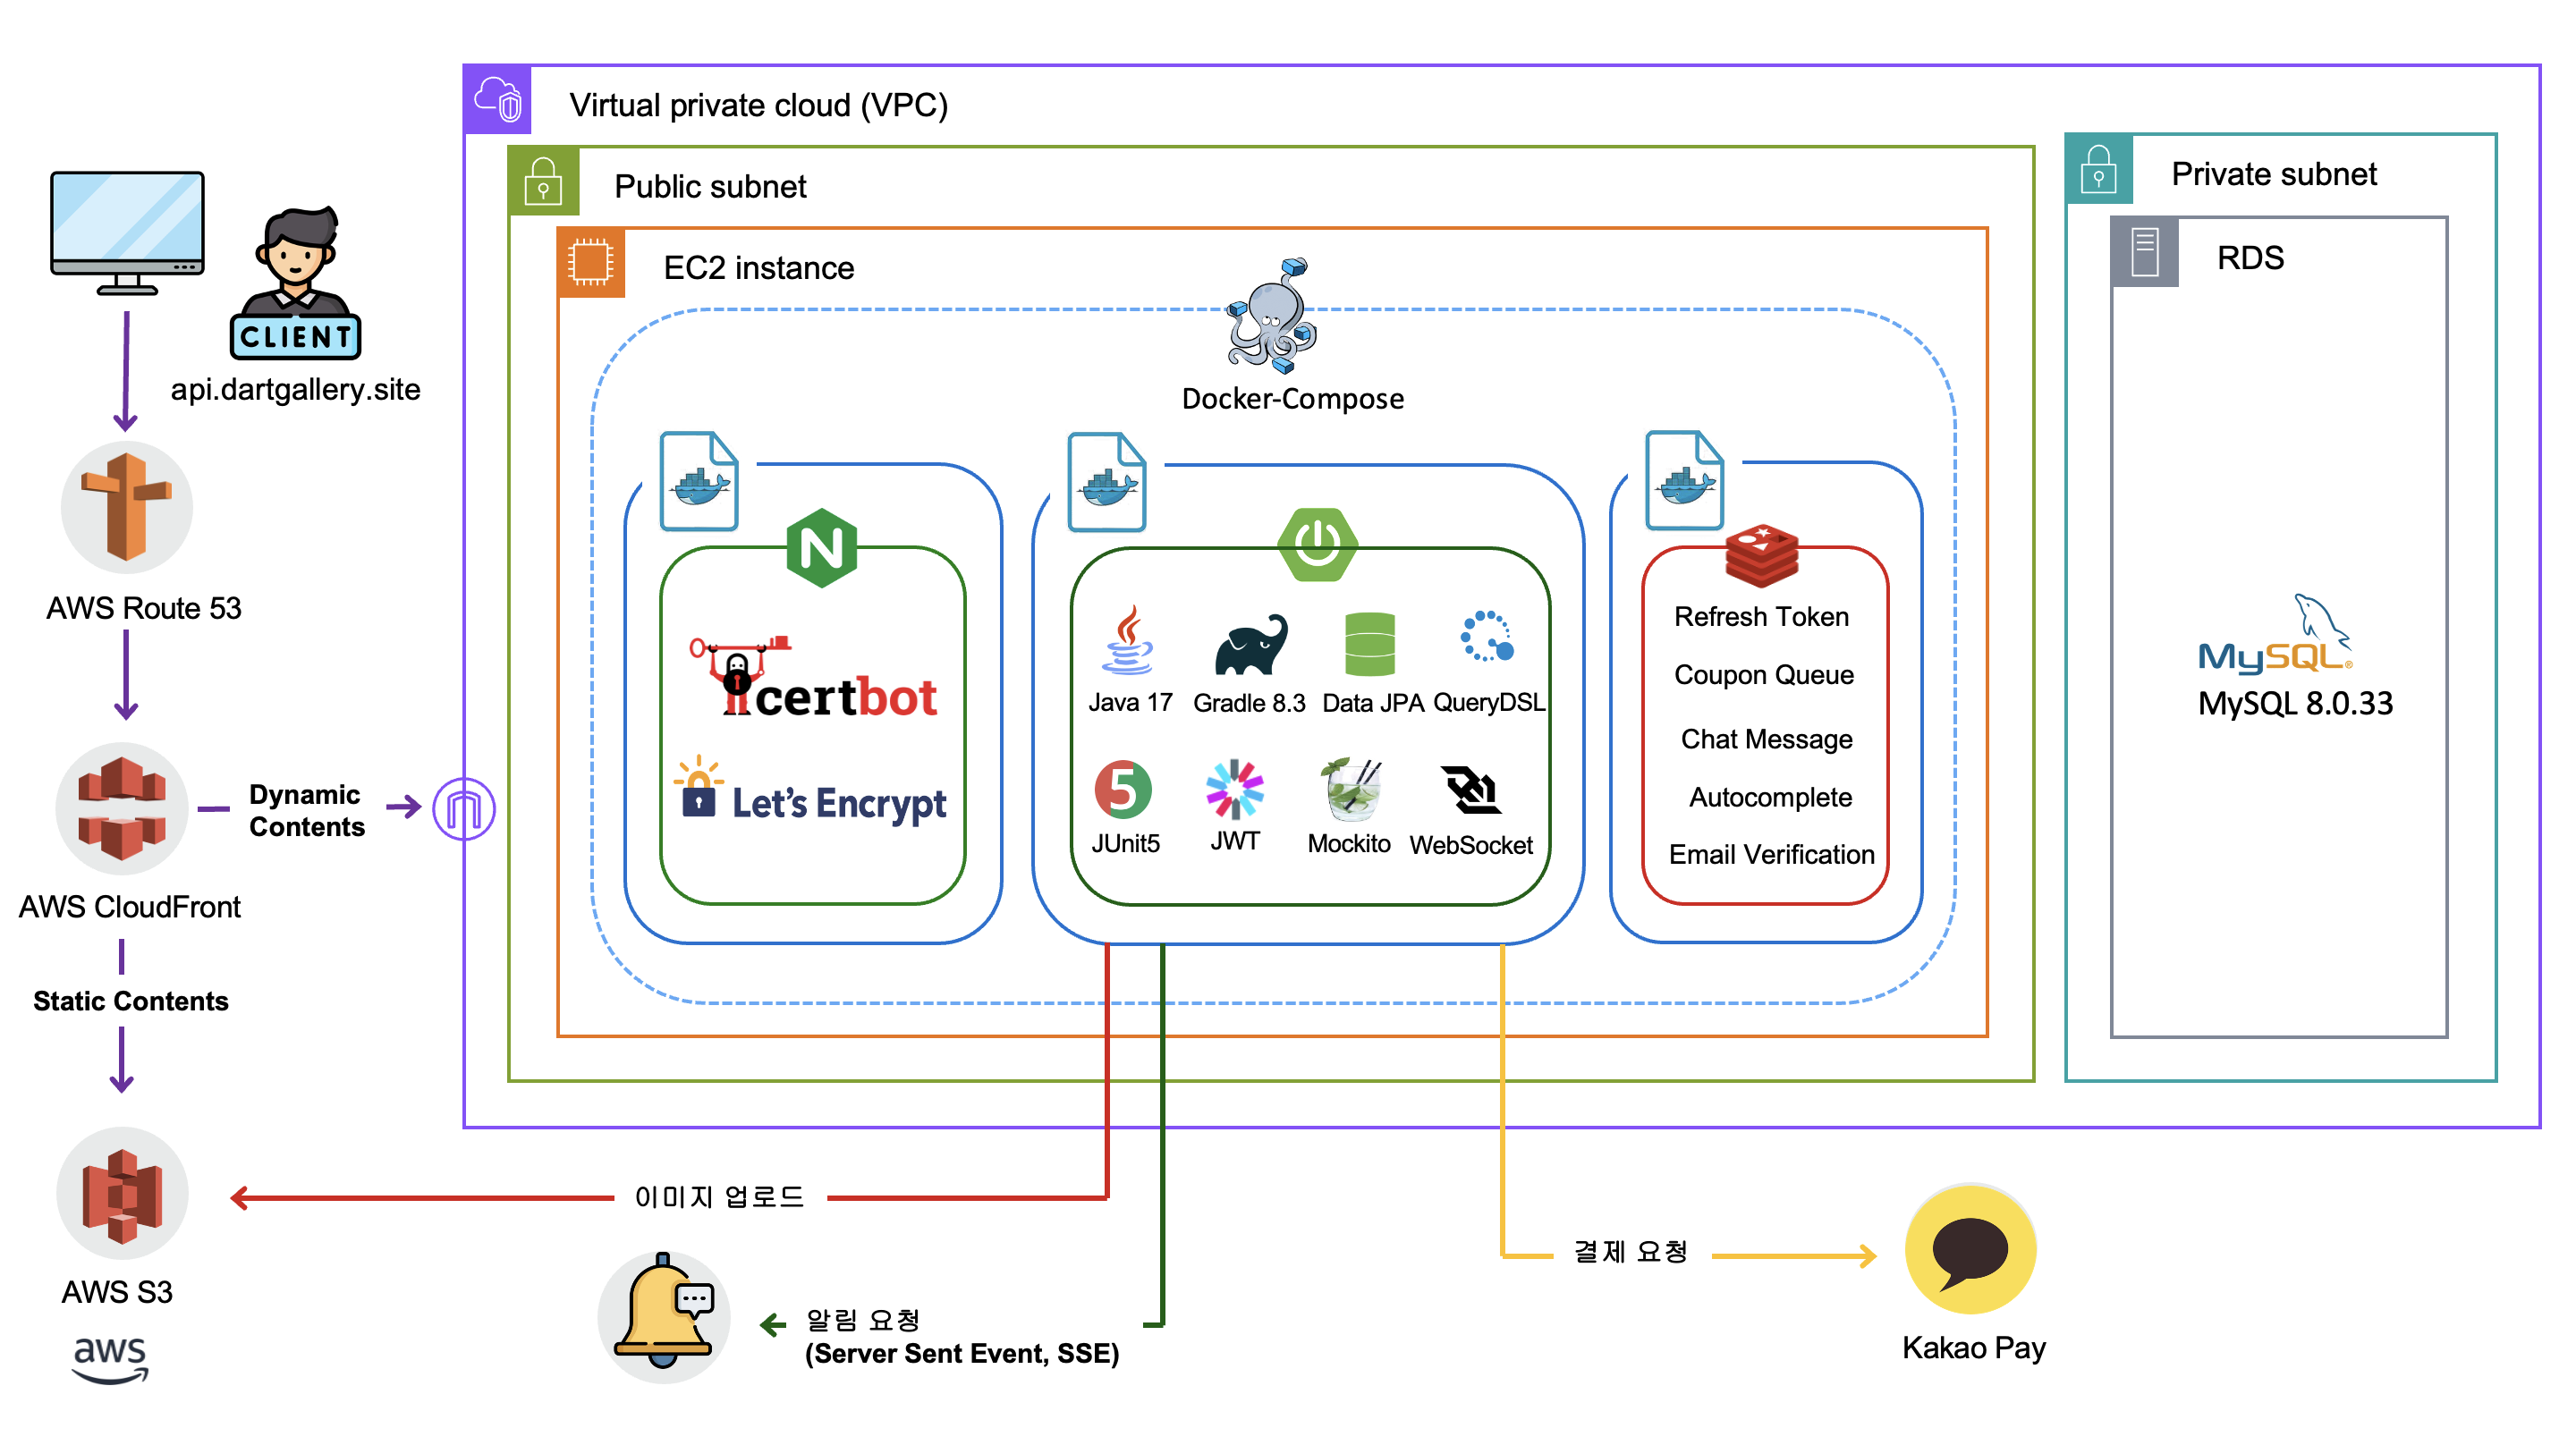 Virtual private cloud (VPC)
Public subnet
Private subnet
EC2 instance
RDS
CLIENT
api.dartgallery.site
Docker-Compose
AWS Route 53
N
certbot
Let's Encrypt
Java 17
Gradle 8.3
Data JPA
QueryDSL
5
JUnit5
JWT
Mockito
WebSocket
Refresh Token
Coupon Queue
Chat Message
Autocomplete
Email Verification
MySQL®
MySQL 8.0.33
Dynamic
Contents
AWS CloudFront
Static Contents
이미지 업로드
AWS S3
aws
알림 요청
(Server Sent Event, SSE)
결제 요청
Kakao Pay